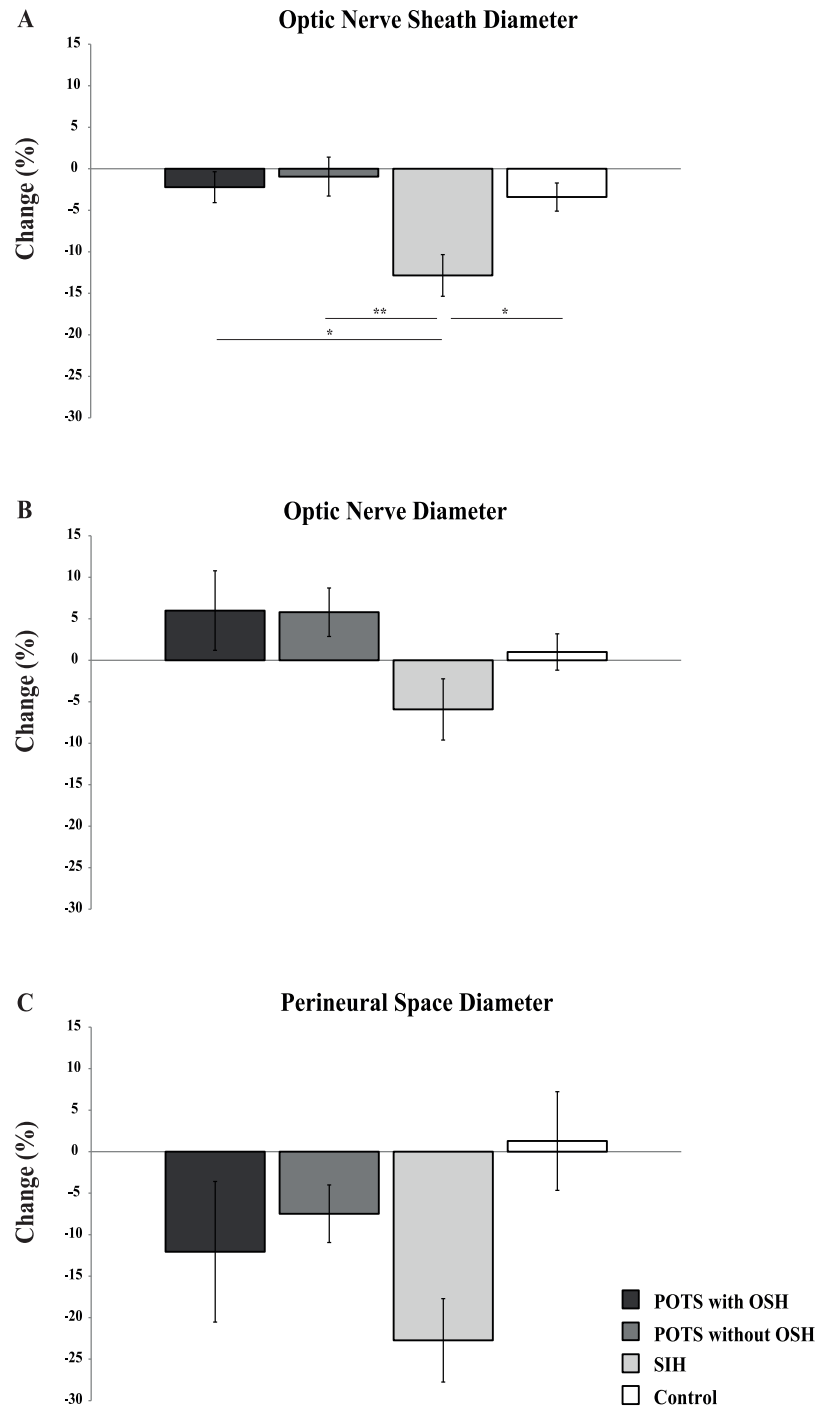 A
Optic Nerve Sheath Diameter
15
10
5
0
-5
-10
-15
-20
-25
-30
Change (%)
**
*
*
B
Optic Nerve Diameter
15
10
5
0
-5
-10
-15
-20
-25
-30
Change (%)
C
Perineural Space Diameter
15
10
5
0
-5
-10
-15
-20
-25
-30
Change (%)
POTS with OSH
POTS without OSH
SIH
Control